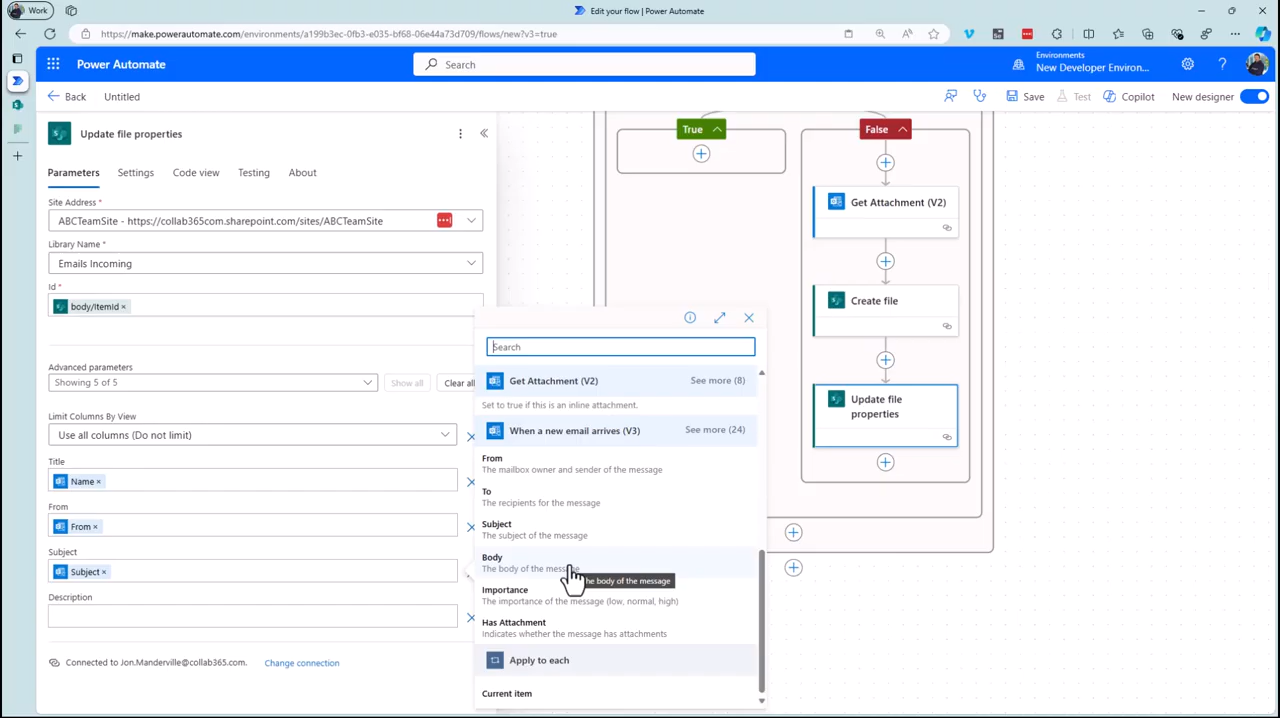 Work
Edit your flow | Power Automate
https://make.powerautomate.com/environments/a199b3ec-0fb3-e035-bf68-06e44a73d709/flows/new?v3=true
Power Automate
Search
Environments
New Developer Environ...
Back
Untitled
Save
Test
Copilot
New designer
Update file properties
Parameters
Settings
Code view
Testing
About
Site Address *
ABCTeamSite - https://collab365com.sharepoint.com/sites/ABCTeamSite
Library Name *
Emails Incoming
Id *
body/ItemId ×
Advanced parameters
Showing 5 of 5
Show all
Clear all
Limit Columns By View
Use all columns (Do not limit)
Title
Name ×
From
From ×
Subject
Subject ×
Description
Connected to Jon.Manderville@collab365.com.
Change connection
Search
Get Attachment (V2)
See more (8)
Set to true if this is an inline attachment.
When a new email arrives (V3)
See more (24)
From
The mailbox owner and sender of the message
To
The recipients for the message
Subject
The subject of the message
Body
The body of the message
The body of the message
Importance
The importance of the message (low, normal, high)
Has Attachment
Indicates whether the message has attachments
Apply to each
Current item
True
False
Get Attachment (V2)
Create file
Update file
properties